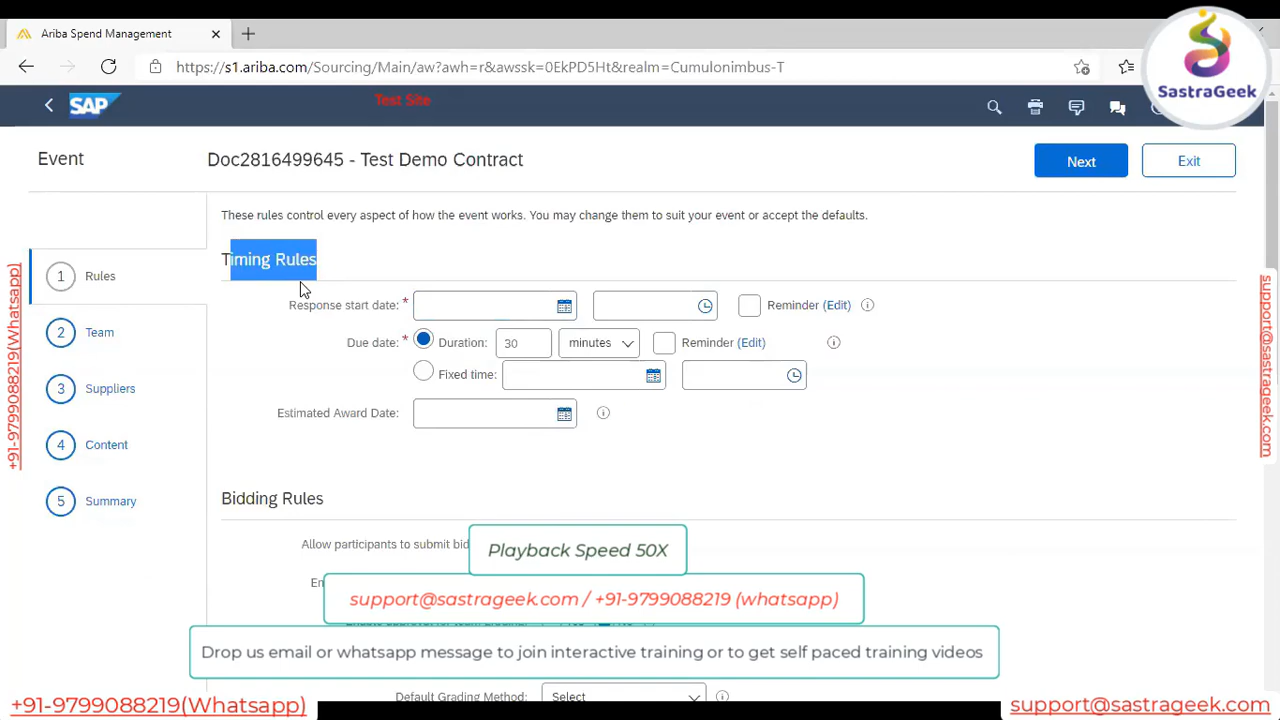 Ariba Spend Management
https://s1.ariba.com/Sourcing/Main/aw?awh=r&awssk=0EkPD5Ht&realm=Cumulonimbus-T
SastraGeek
SAP
Test Site
Event
Doc2816499645 - Test Demo Contract
Next
Exit
These rules control every aspect of how the event works. You may change them to suit your event or accept the defaults.
1 Rules
2 Team
3 Suppliers
4 Content
5 Summary
Timing Rules
Response start date: *
Reminder (Edit)
Due date: * Duration: 30 minutes Reminder (Edit)
Fixed time:
Estimated Award Date:
Bidding Rules
Allow participants to submit bid
Playback Speed 50X
En
support@sastrageek.com / +91-9799088219 (whatsapp)
Drop us email or whatsapp message to join interactive training or to get self paced training videos
Default Grading Method: Select
+91-9799088219(Whatsapp)
support@sastrageek.com
+91-9799088219(Whatsapp)
support@sastrageek.com